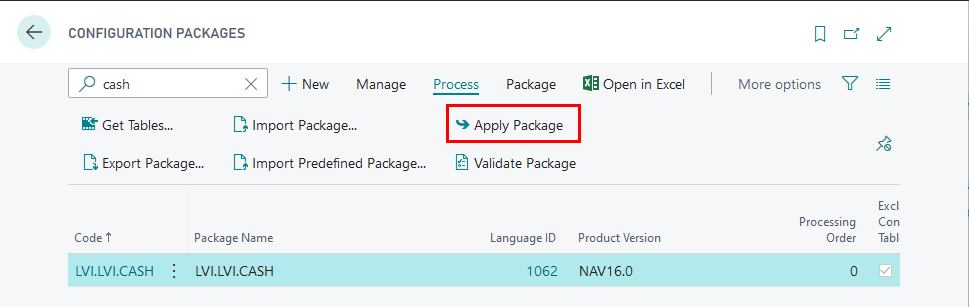 CONFIGURATION PACKAGES
cash New Manage Process Package Open in Excel More options
Get Tables... Import Package... Apply Package
Export Package... Import Predefined Package... Validate Package
Excl
Processing Con
Code ↑ Package Name Language ID Product Version Order Table
LVI.LVI.CASH LVI.LVI.CASH 1062 NAV16.0 0